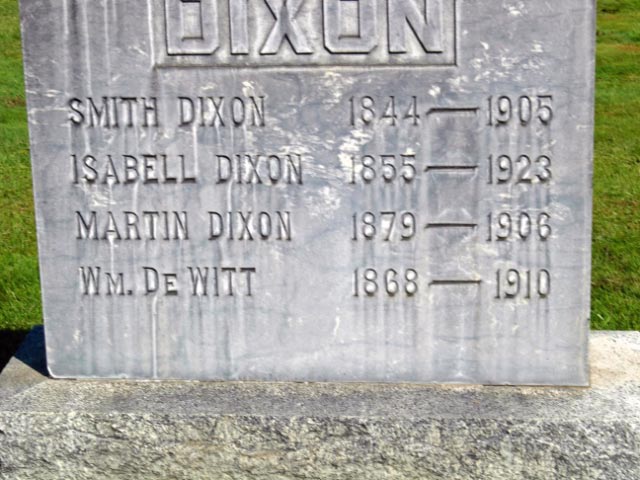 DIXON
SMITH DIXON 1844 — 1905
ISABELL DIXON 1855 — 1923
MARTIN DIXON 1879 — 1906
WM. DE WITT 1868 — 1910